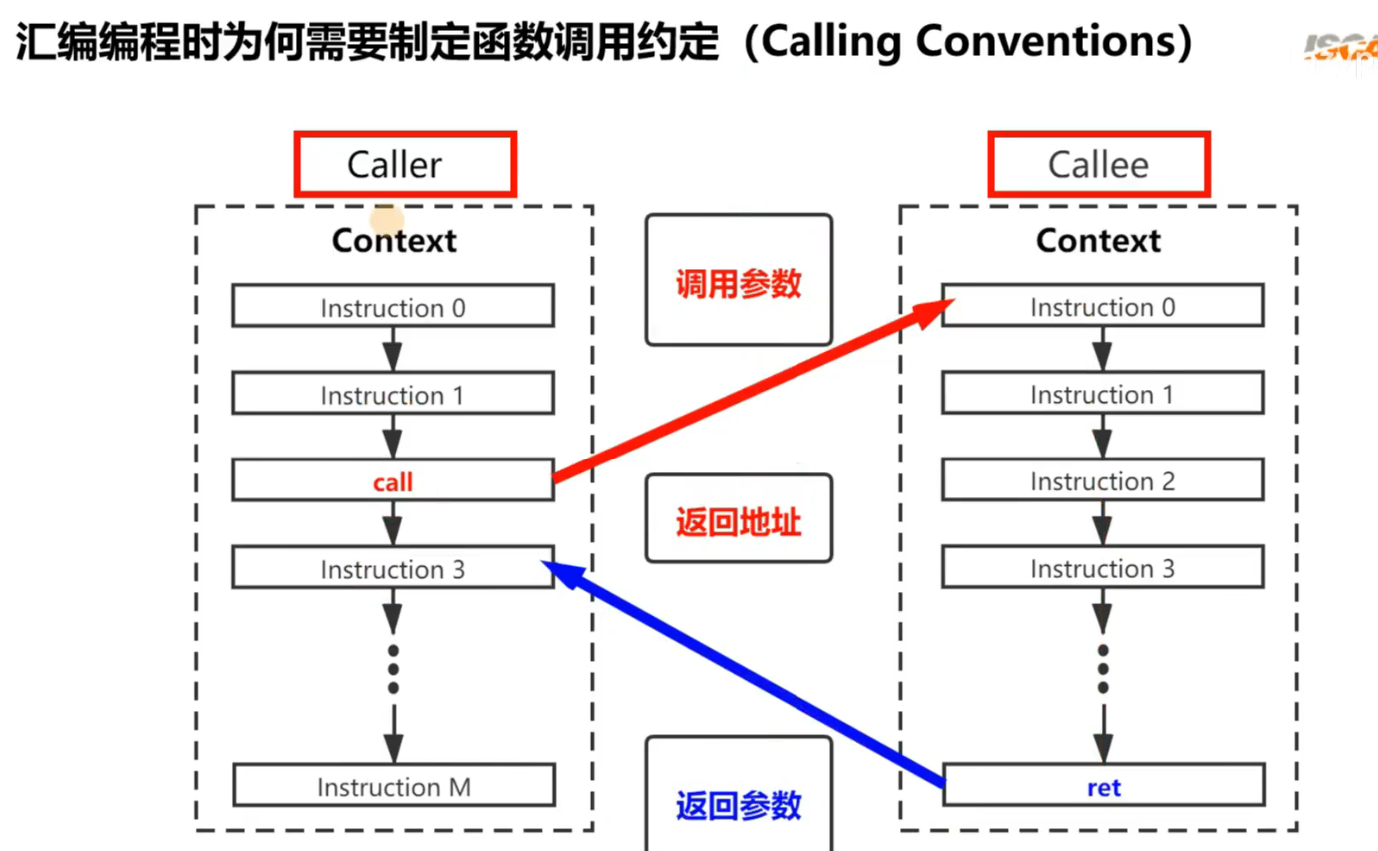 汇编编程时为何需要制定函数调用约定（Calling Conventions）
Caller
Context
Instruction 0
Instruction 1
call
Instruction 3
Instruction M
调用参数
返回地址
返回参数
Callee
Context
Instruction 0
Instruction 1
Instruction 2
Instruction 3
ret